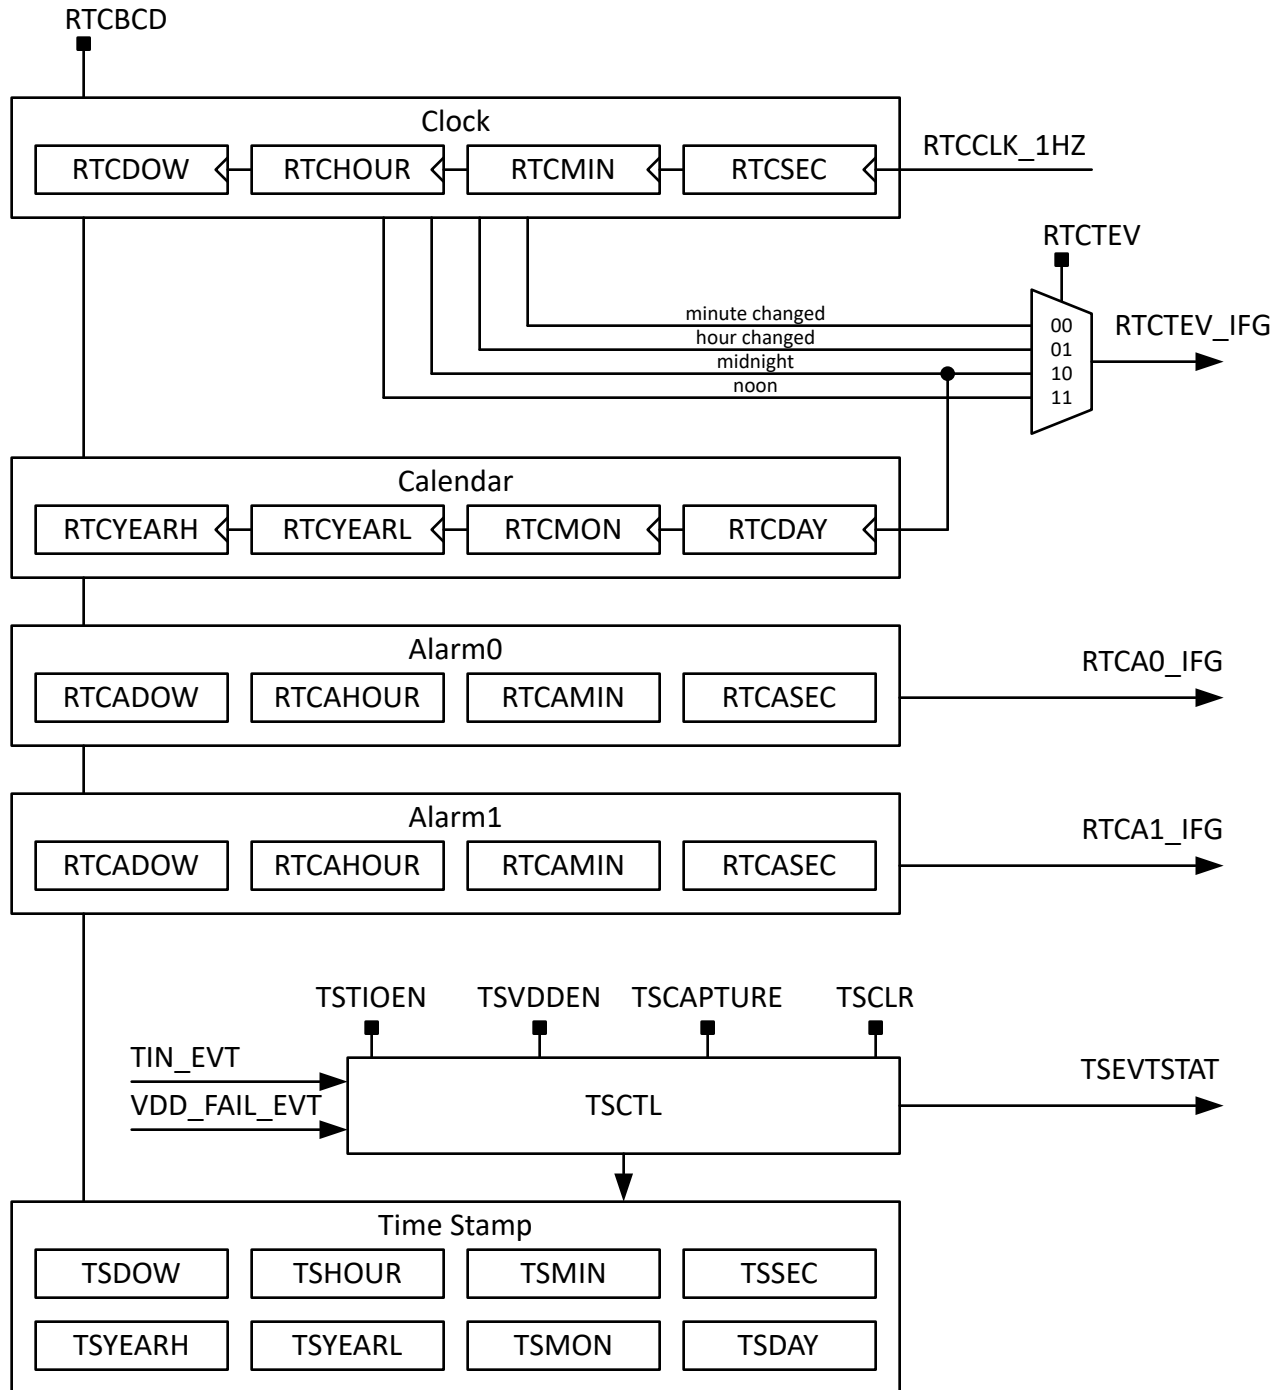 RTCBCD
Clock
RTCDOW RTCHOUR RTCMIN RTCSEC
RTCCLK_1HZ
RTCTEV
minute changed
hour changed
midnight
noon
00
01
10
11
RTCTEV_IFG
Calendar
RTCYEARH RTCYEARL RTCMON RTCDAY
Alarm0
RTCADOW RTCAHOUR RTCAMIN RTCASEC
RTCA0_IFG
Alarm1
RTCADOW RTCAHOUR RTCAMIN RTCASEC
RTCA1_IFG
TSTIOEN TSVDDEN TSCAPTURE TSCLR
TIN_EVT
VDD_FAIL_EVT
TSCTL
TSEVTSTAT
Time Stamp
TSDOW TSHOUR TSMIN TSSEC
TSYEARH TSYEARL TSMON TSDAY